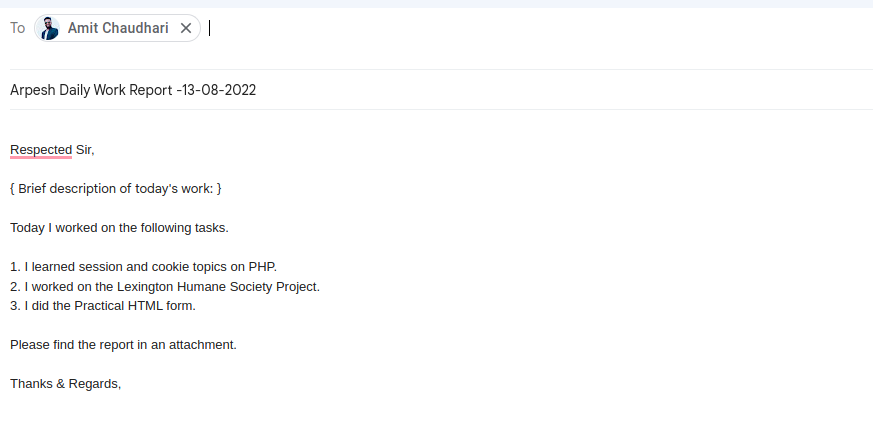 To Amit Chaudhari
Arpesh Daily Work Report -13-08-2022
Respected Sir,
{ Brief description of today's work: }
Today I worked on the following tasks.
1. I learned session and cookie topics on PHP.
2. I worked on the Lexington Humane Society Project.
3. I did the Practical HTML form.
Please find the report in an attachment.
Thanks & Regards,